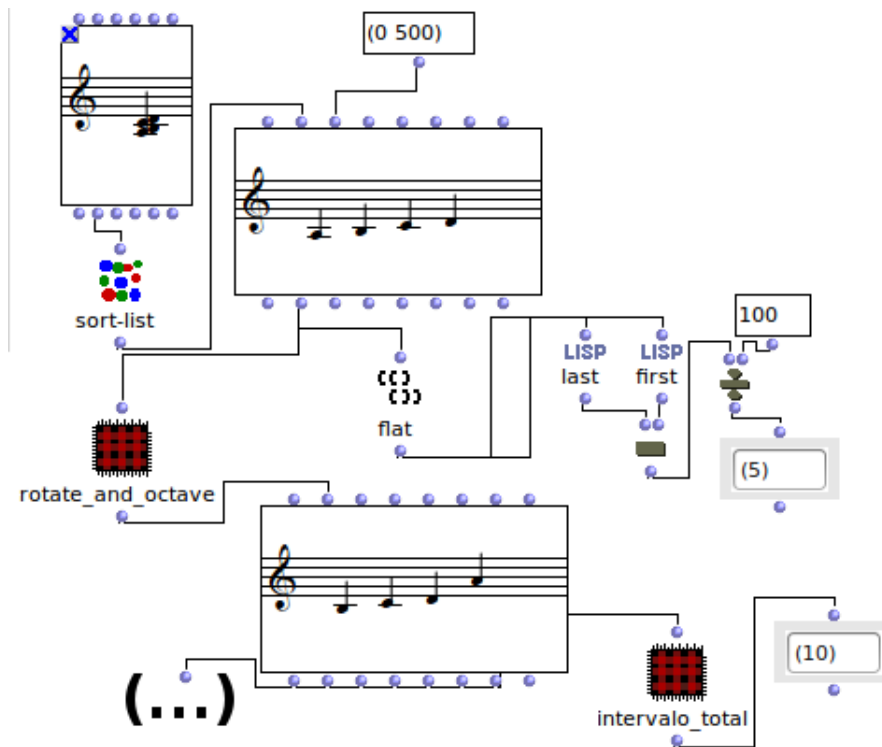 (0 500)
sort-list
100
LISP
LISP
last
first
flat
(5)
rotate_and_octave
(10)
(...)
intervalo_total